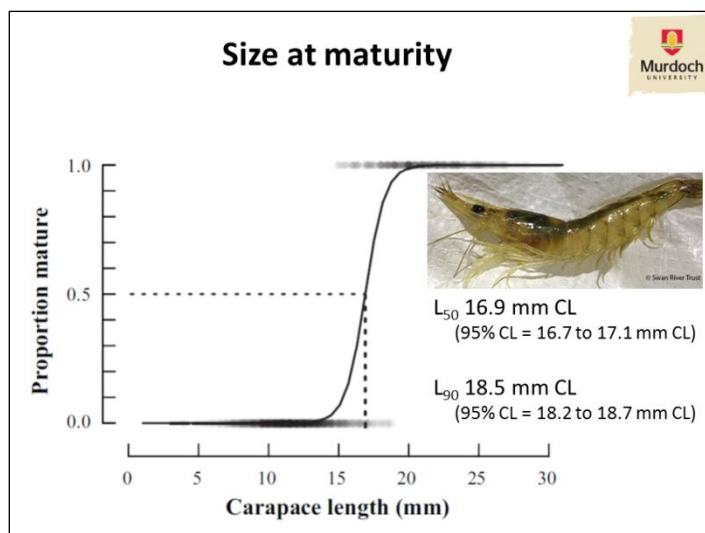 Size at maturity
Murdoch
UNIVERSITY
Proportion mature
1.0
0.5
0.0
© Swan River Trust
L₅₀ 16.9 mm CL
(95% CL = 16.7 to 17.1 mm CL)
L₉₀ 18.5 mm CL
(95% CL = 18.2 to 18.7 mm CL)
0 5 10 15 20 25 30
Carapace length (mm)